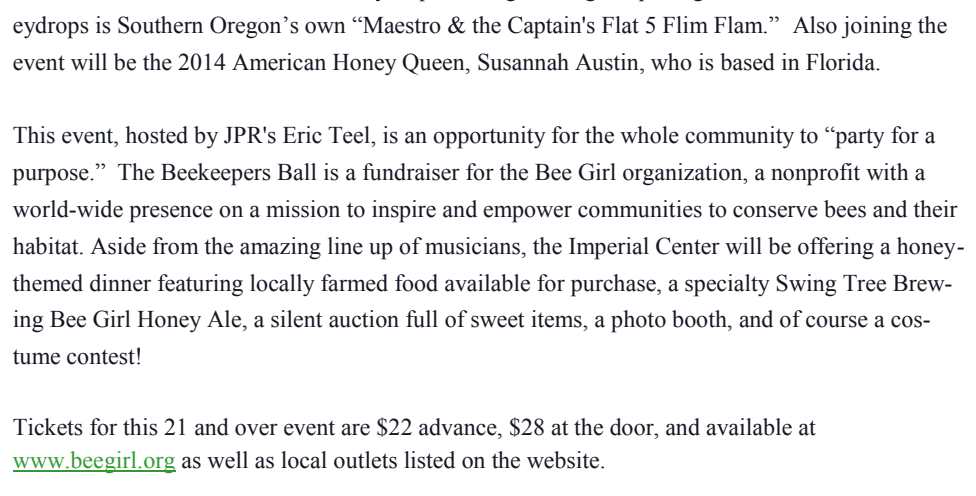 eydrops is Southern Oregon’s own “Maestro & the Captain's Flat 5 Flim Flam.”  Also joining the
event will be the 2014 American Honey Queen, Susannah Austin, who is based in Florida.
This event, hosted by JPR's Eric Teel, is an opportunity for the whole community to “party for a
purpose.”  The Beekeepers Ball is a fundraiser for the Bee Girl organization, a nonprofit with a
world-wide presence on a mission to inspire and empower communities to conserve bees and their
habitat. Aside from the amazing line up of musicians, the Imperial Center will be offering a honey-
themed dinner featuring locally farmed food available for purchase, a specialty Swing Tree Brew-
ing Bee Girl Honey Ale, a silent auction full of sweet items, a photo booth, and of course a cos-
tume contest!
Tickets for this 21 and over event are $22 advance, $28 at the door, and available at
www.beegirl.org as well as local outlets listed on the website.